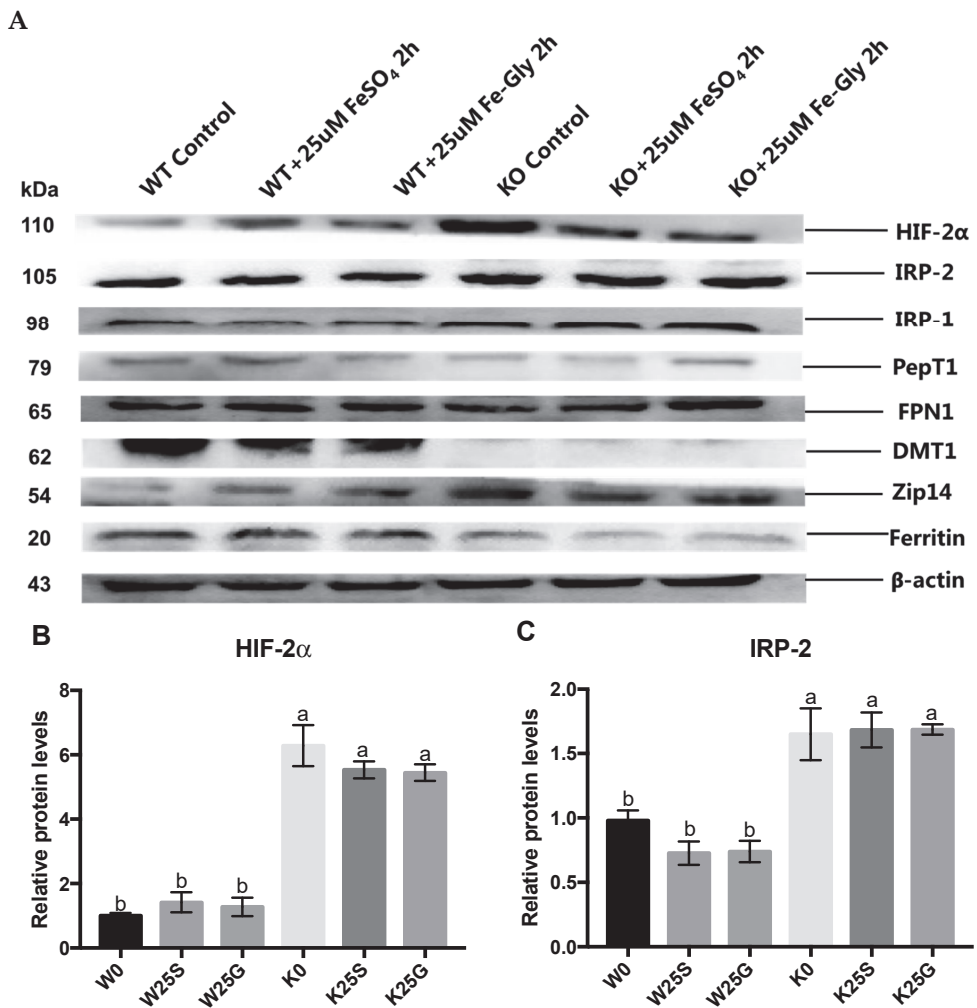 A
WT Control
WT+25uM FeSO₄ 2h
WT+25uM Fe-Gly 2h
KO Control
KO+25uM FeSO₄ 2h
KO+25uM Fe-Gly 2h
kDa
110 HIF-2α
105 IRP-2
98 IRP-1
79 PepT1
65 FPN1
62 DMT1
54 Zip14
20 Ferritin
43 β-actin
B
HIF-2α
Relative protein levels
8
6
4
2
0
b
b
b
a
a
a
W0
W25S
W25G
K0
K25S
K25G
C
IRP-2
Relative protein levels
2.0
1.5
1.0
0.5
0.0
b
b
b
a
a
a
W0
W25S
W25G
K0
K25S
K25G